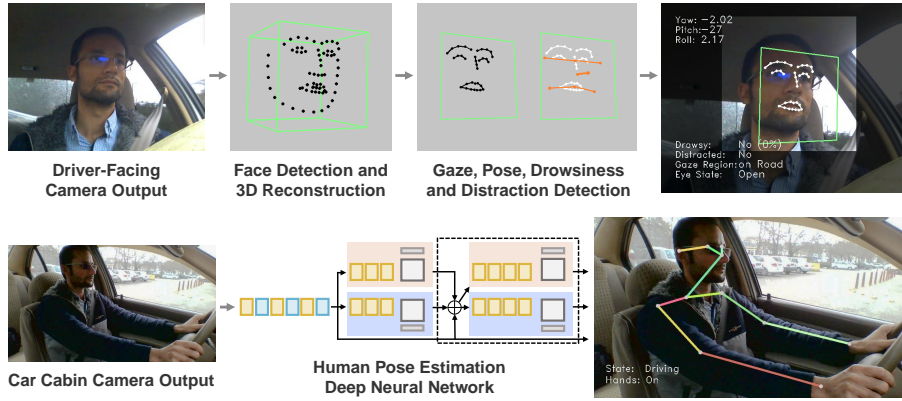 Yaw: -2.02
Pitch:-27
Roll: 2.17
Drowsy: No (0%)
Distracted: No
Gaze Region: on Road
Eye State: Open
Driver-Facing
Camera Output
Face Detection and
3D Reconstruction
Gaze, Pose, Drowsiness
and Distraction Detection
Car Cabin Camera Output
Human Pose Estimation
Deep Neural Network
State: Driving
Hands: On